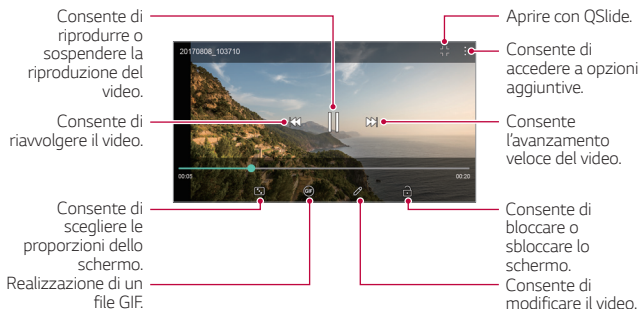 Consente di
riprodurre o
sospendere la
riproduzione del
video.
Consente di
riavvolgere il video.
Consente di
scegliere le
proporzioni dello
schermo.
Realizzazione di un
file GIF.
20170808_103710
00:05
00:20
GIF
Aprire con QSlide.
Consente di
accedere a opzioni
aggiuntive.
Consente
l'avanzamento
veloce del video.
Consente di
bloccare o
sbloccare lo
schermo.
Consente di
modificare il video.